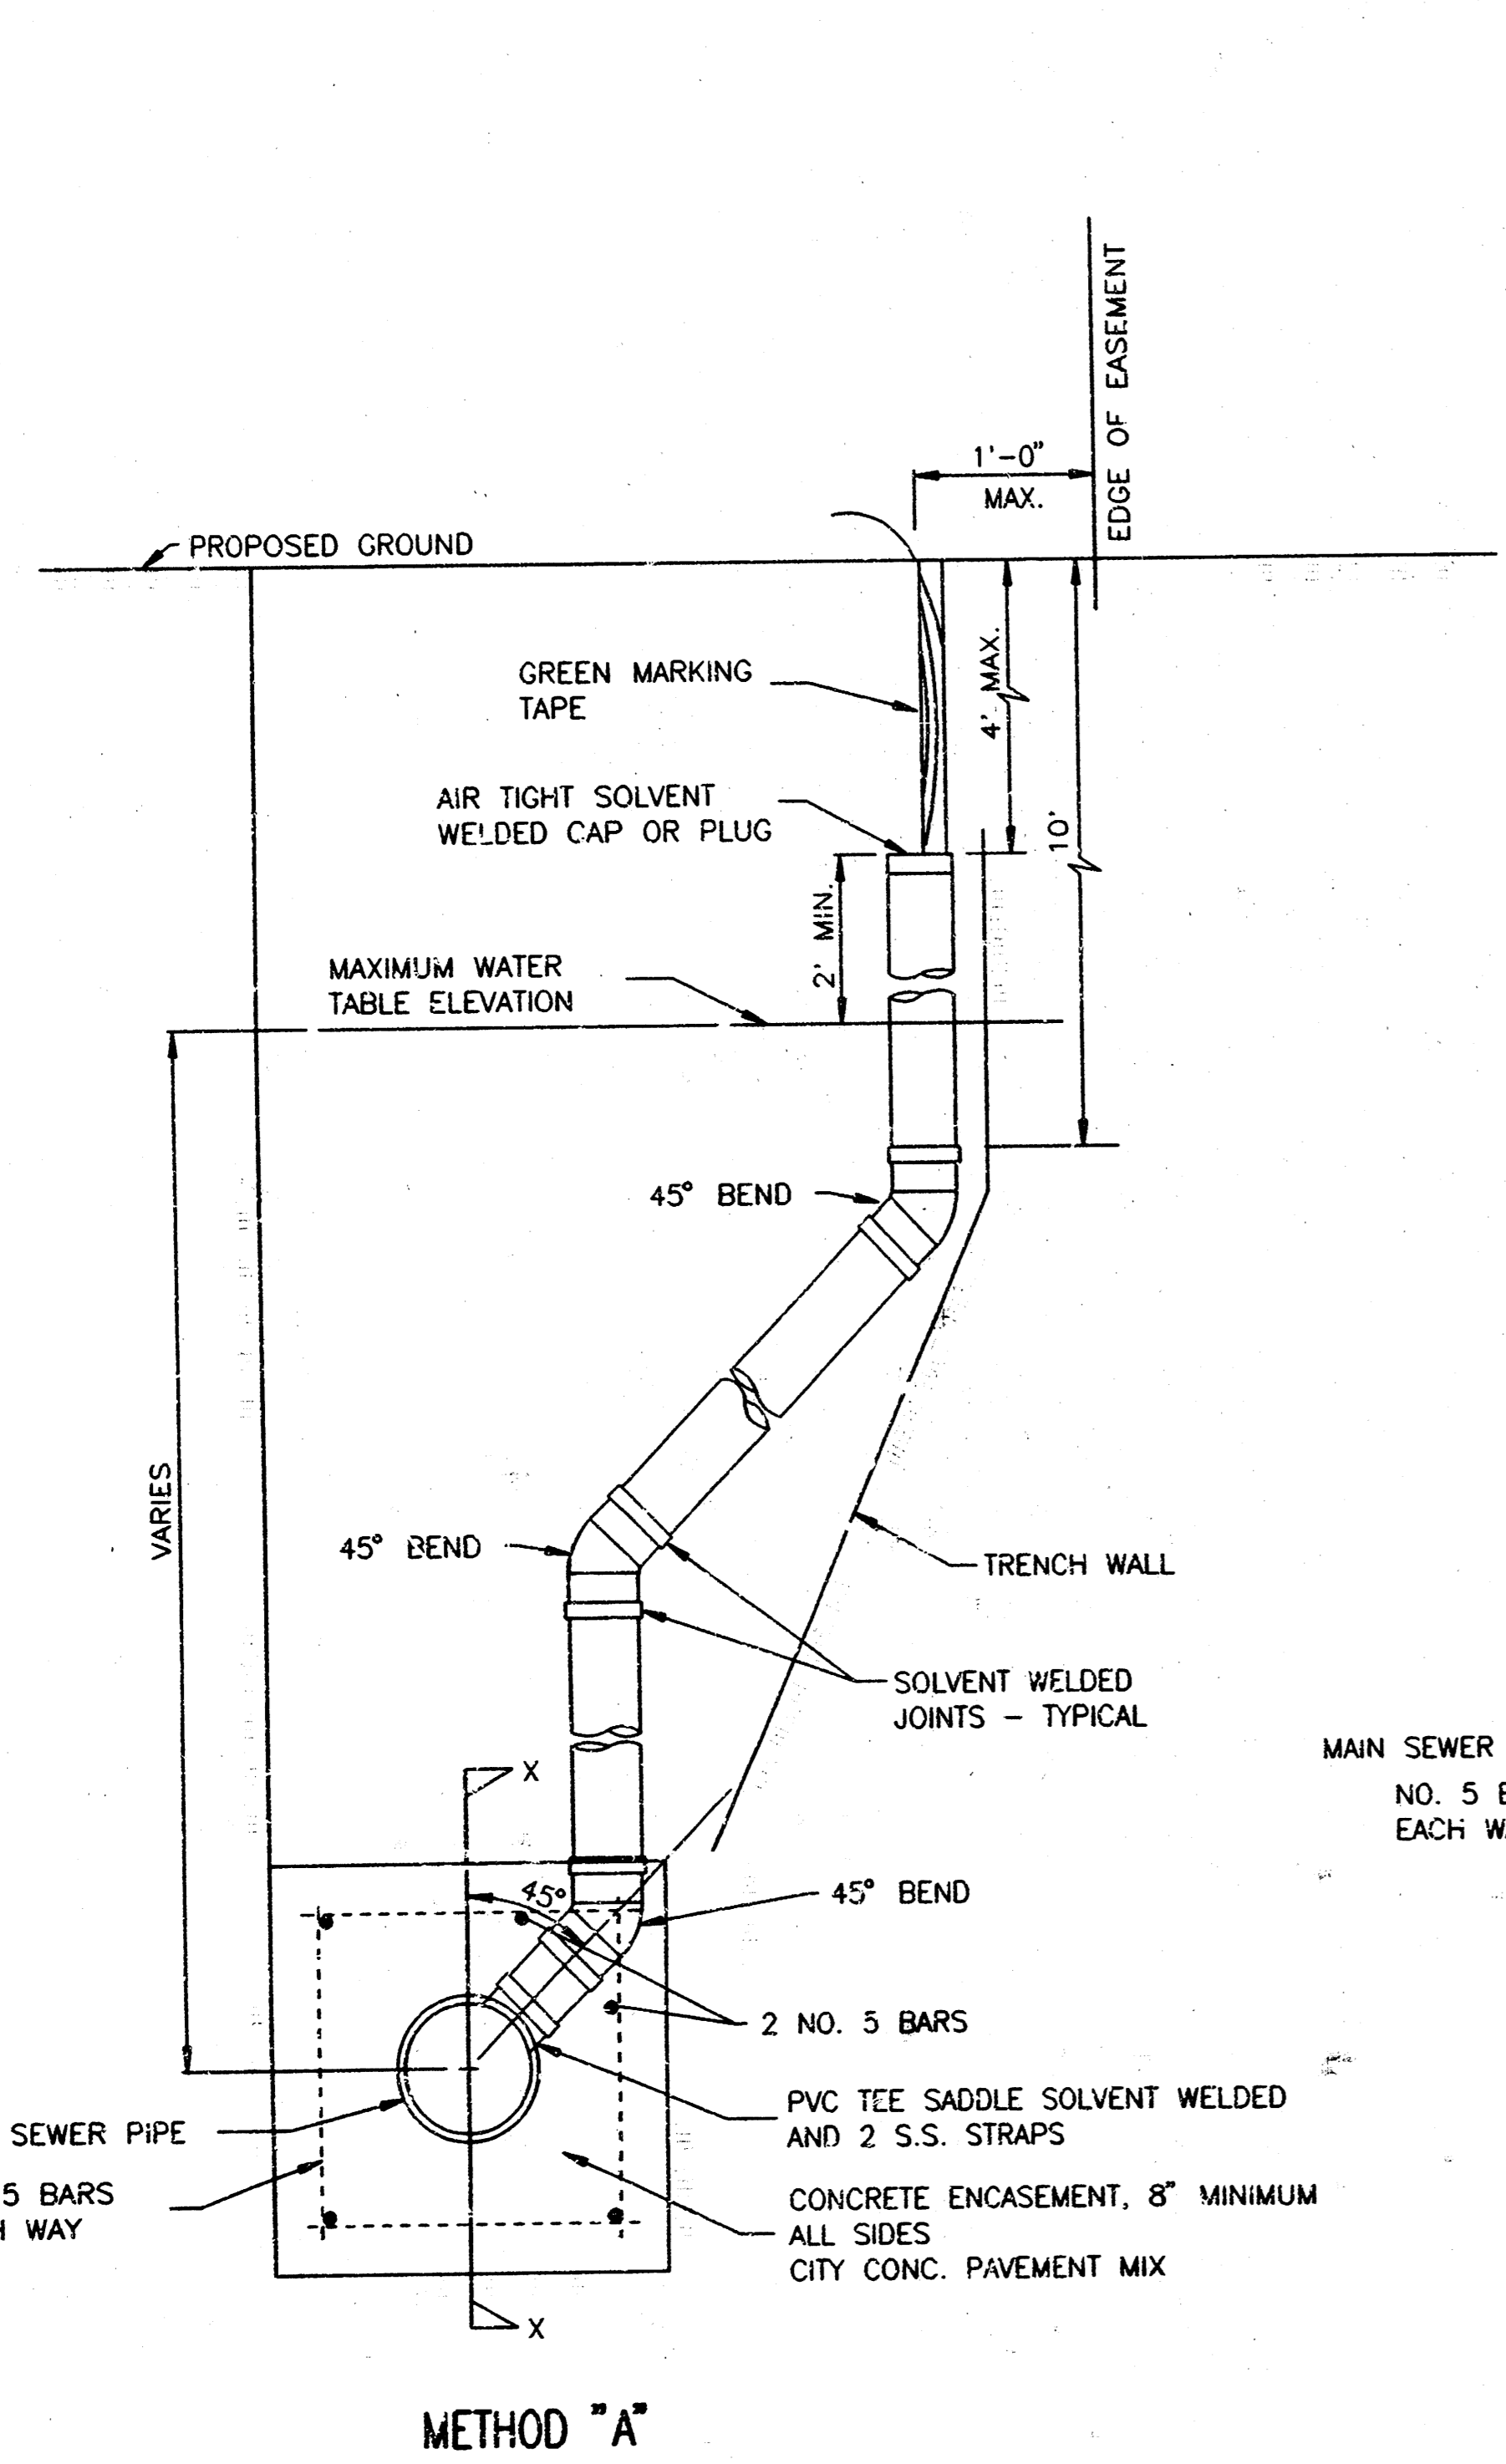 EDGE OF EASEMENT
1'-0"
MAX.
PROPOSED GROUND
GREEN MARKING
TAPE
4' MAX.
AIR TIGHT SOLVENT
WELDED CAP OR PLUG
10'
2' MIN.
MAXIMUM WATER
TABLE ELEVATION
45° BEND
VARIES
45° BEND
TRENCH WALL
SOLVENT WELDED
JOINTS - TYPICAL
MAIN SEWER
NO. 5
EACH
X
45°
45° BEND
2 NO. 5 BARS
SEWER PIPE
PVC TEE SADDLE SOLVENT WELDED
AND 2 S.S. STRAPS
5 BARS
WAY
CONCRETE ENCASEMENT, 8" MINIMUM
ALL SIDES
CITY CONC. PAVEMENT MIX
X
METHOD "A"